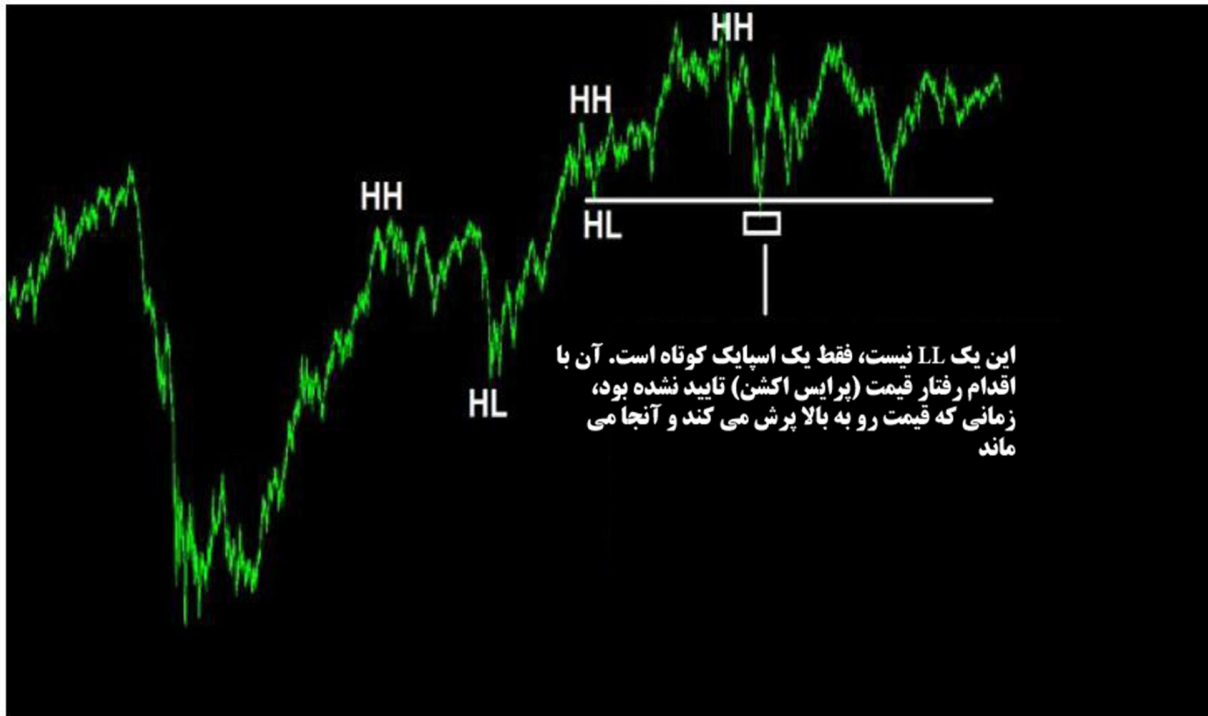 HH
HH
HH
HL
HL
این یک LL نیست، فقط یک اسپایک کوتاه است. آن با
اقدام رفتار قیمت (پرایس اکشن) تایید نشده بود،
زمانی که قیمت رو به بالا پرش می کند و آنجا می
ماند